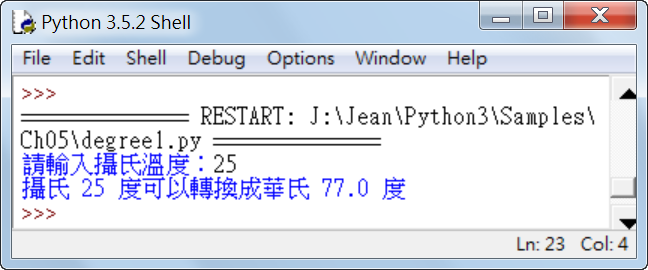 Python 3.5.2 Shell
File Edit Shell Debug Options Window Help
>>>
=============== RESTART: J:\Jean\Python3\Samples\
Ch05\degree1.py ===============
請輸入攝氏溫度：25
攝氏 25 度可以轉換成華氏 77.0 度
>>>
Ln: 23 Col: 4